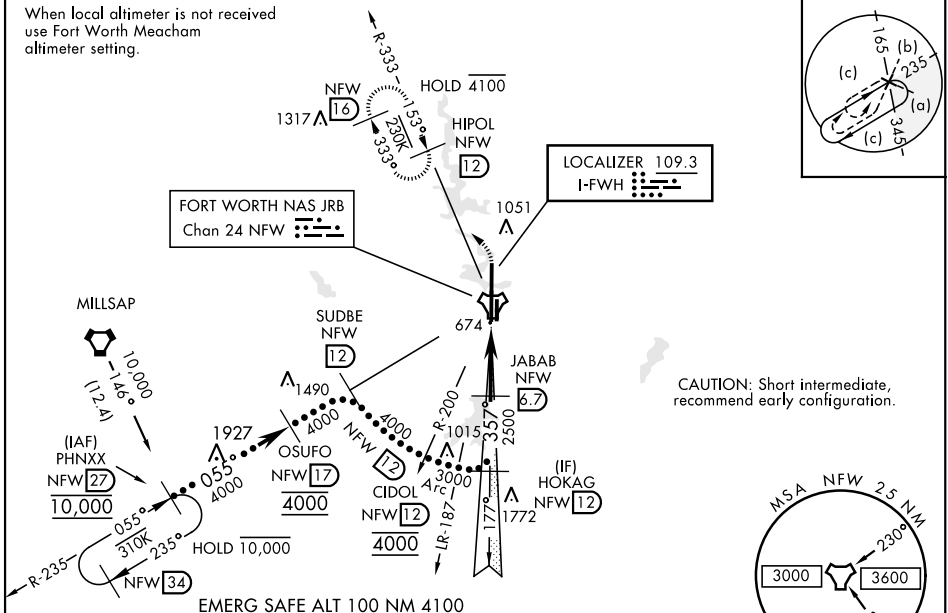 When local altimeter is not received
use Fort Worth Meacham
altimeter setting.
R-333
HOLD 4100
NFW
16
1317
153°
230K
333°
HIPOL
NFW
12
165
(b)
235
(c)
(a)
(c)
345
LOCALIZER 109.3
I-FWH
FORT WORTH NAS JRB
Chan 24 NFW
1051
MILLSAP
SUDBE
NFW
12
674
JABAB
NFW
6.7
CAUTION: Short intermediate,
recommend early configuration.
10,000
146°
(12.4)
1490
4000
4000
NFW
12
R-200
1015
357°
2500
(IAF)
PHNXX
NFW 27
10,000
1927
055°
4000
OSUFO
NFW 17
4000
CIDOL
NFW 12
4000
3000
Arc
LR-187
177°
1772
(IF)
HOKAG
NFW 12
MSA NFW 25 NM
230°
3000
3600
055°
310K
235°
HOLD 10,000
R-235
NFW 34
EMERG SAFE ALT 100 NM 4100